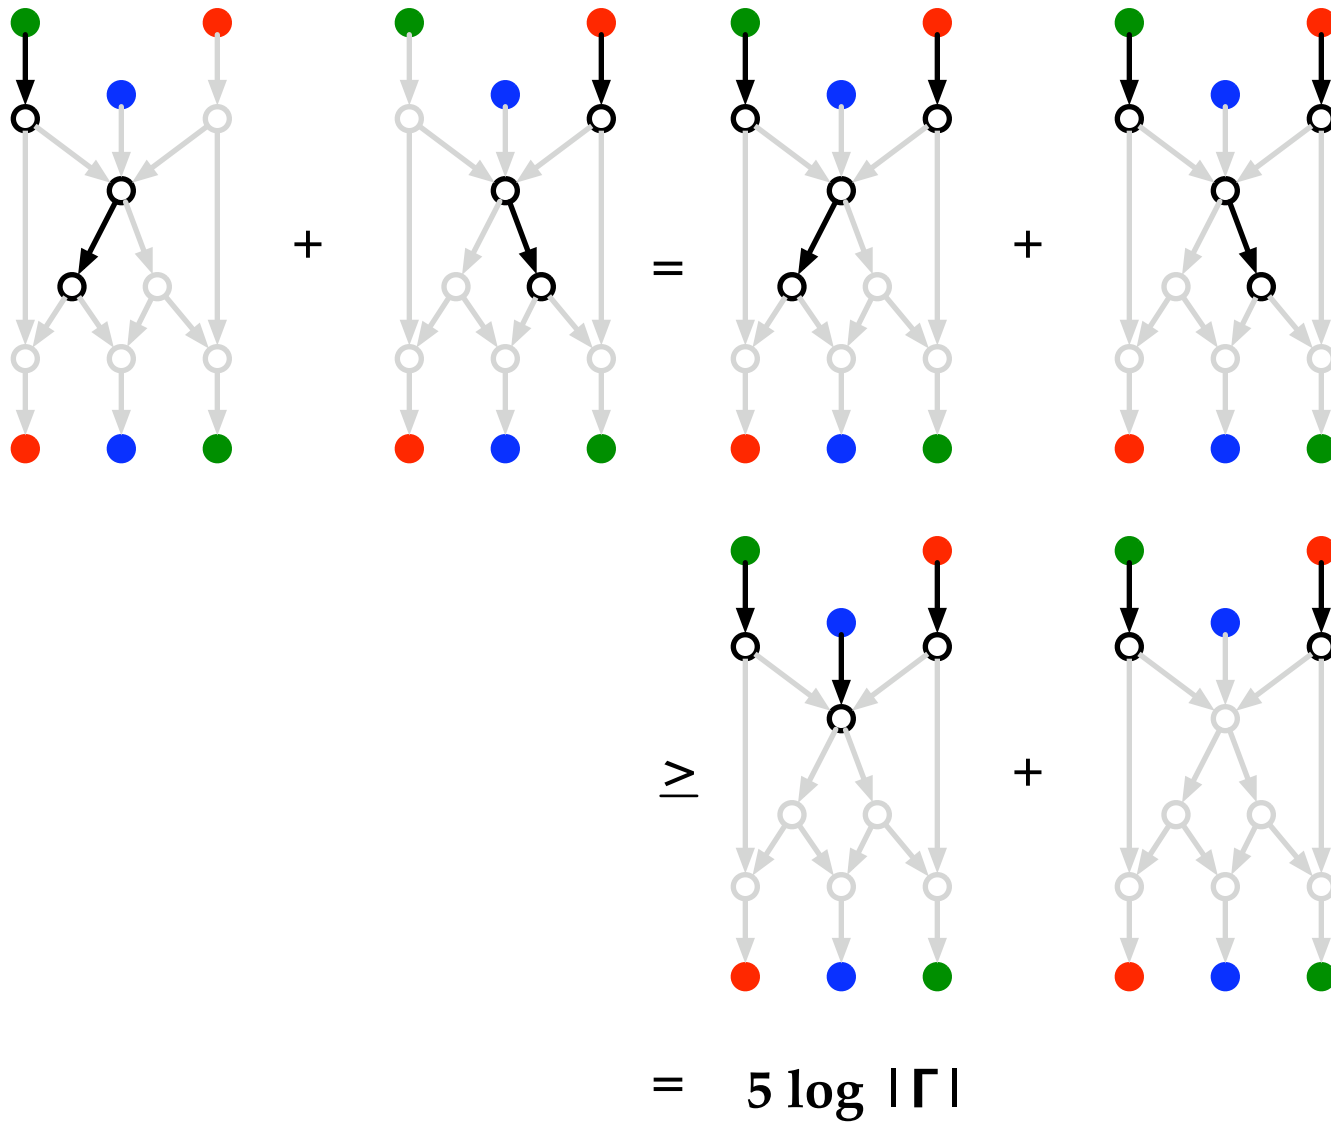 + = +
≥ +
= 5 log |Γ|